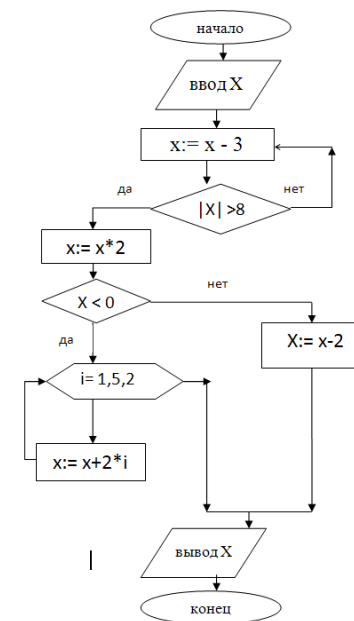 начало
ввод X
x:= x - 3
да
нет
|X| >8
x:= x*2
нет
X < 0
X:= x-2
да
i= 1,5,2
x:= x+2*i
вывод X
конец